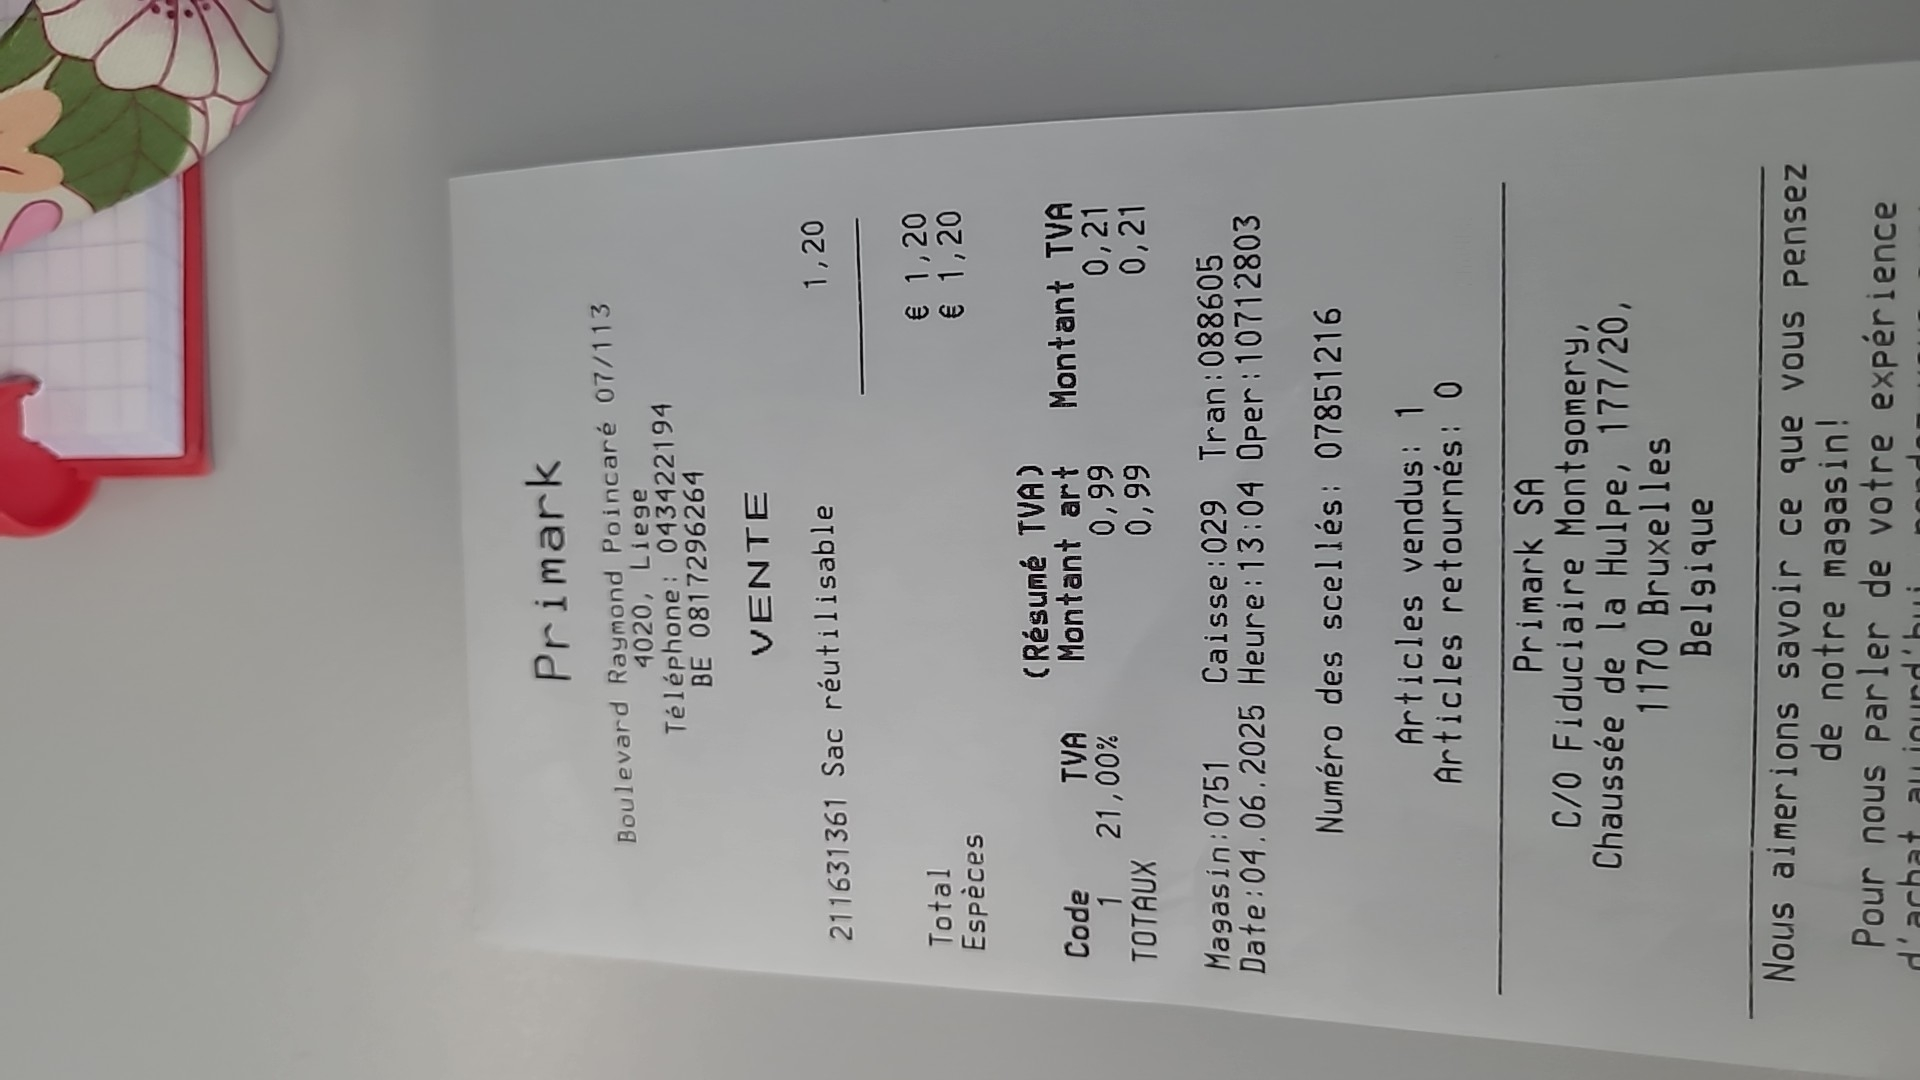 Primark
Boulevard Raymond Poincaré 07/113
4020, Liege
Téléphone: 043422194
BE 0817296264
VENTE
211631361 Sac réutilisable 1,20
Total € 1,20
Espèces € 1,20
(Résumé TVA)
Code TVA Montant art Montant TVA
1 21,00% 0,99 0,21
TOTAUX 0,99 0,21
Magasin:0751 Caisse:029 Tran:088605
Date:04.06.2025 Heure:13:04 Oper:10712803
Numéro des scellés: 07851216
Articles vendus: 1
Articles retournés: 0
Primark SA
C/O Fiduciaire Montgomery,
Chaussée de la Hulpe, 177/20,
1170 Bruxelles
Belgique
Nous aimerions savoir ce que vous pensez
de notre magasin!
Pour nous parler de votre expérience
d'achat aujourd'hui,